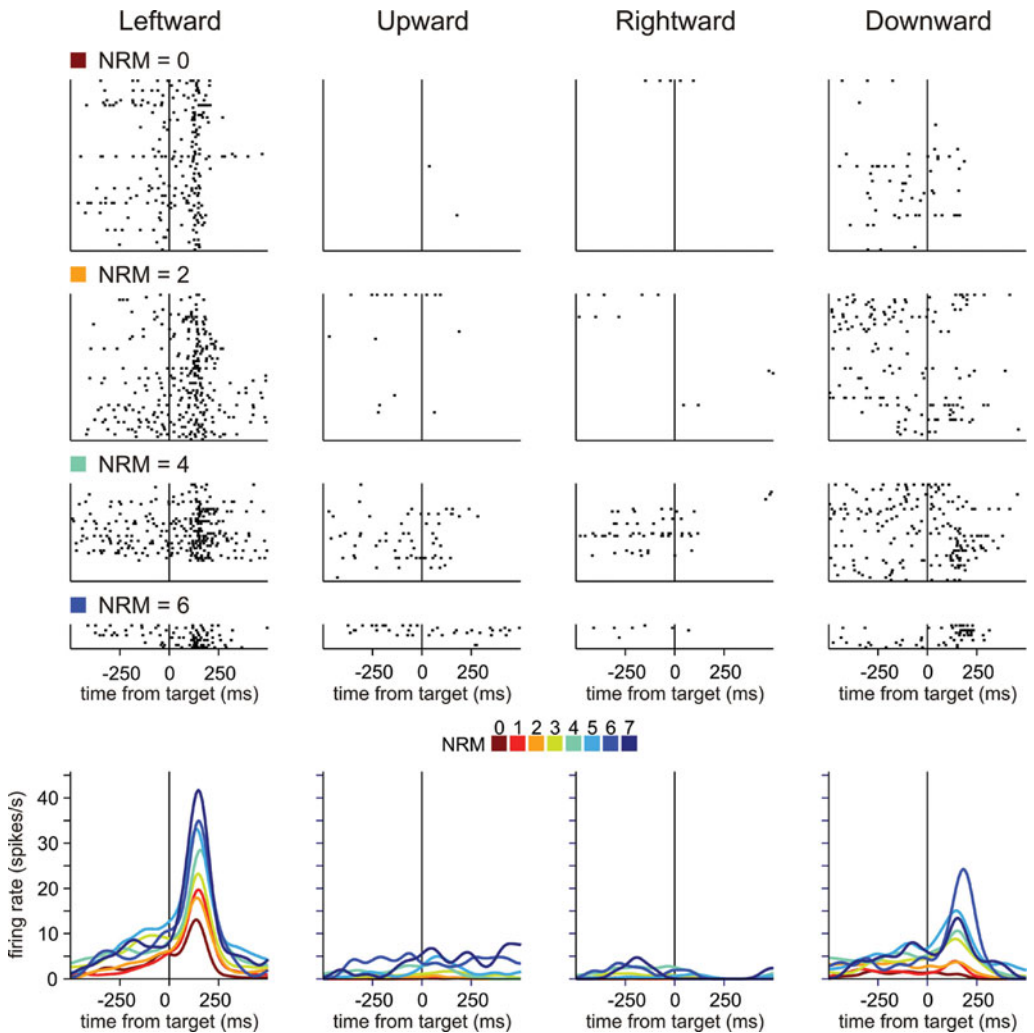 Leftward Upward Rightward Downward
NRM = 0
NRM = 2
NRM = 4
NRM = 6
-250 0 250 -250 0 250 -250 0 250 -250 0 250
time from target (ms) time from target (ms) time from target (ms) time from target (ms)
NRM 0 1 2 3 4 5 6 7
firing rate (spikes/s)
40
30
20
10
0
-250 0 250 -250 0 250 -250 0 250 -250 0 250
time from target (ms) time from target (ms) time from target (ms) time from target (ms)